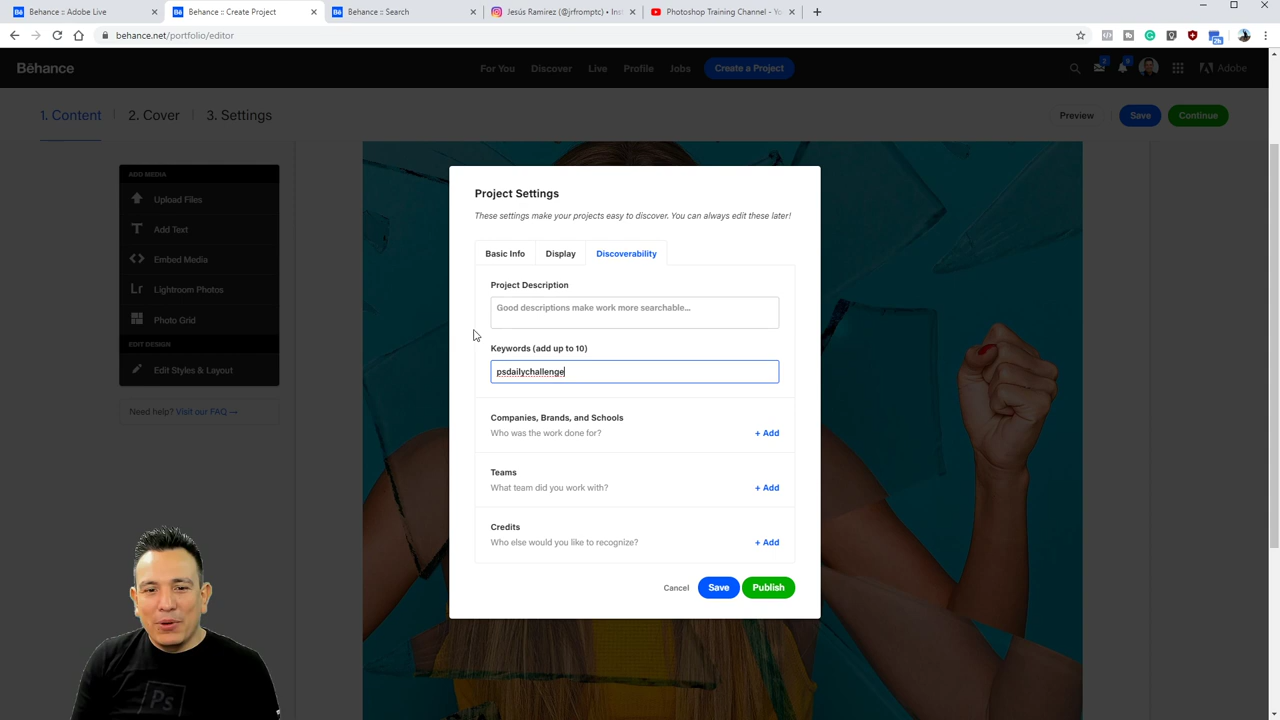 Behance :: Adobe Live
Behance :: Create Project
Behance :: Search
Jesús Ramirez (@jrfromptc) • Ins
Photoshop Training Channel - Yo
behance.net/portfolio/editor
Bēhance
For You Discover Live Profile Jobs Create a Project
Adobe
1. Content 2. Cover 3. Settings Preview Save Continue
ADD MEDIA
Upload Files
Add Text
Embed Media
Lr Lightroom Photos
Photo Grid
EDIT DESIGN
Edit Styles & Layout
Need help? Visit our FAQ →
Project Settings
These settings make your projects easy to discover. You can always edit these later!
Basic Info Display Discoverability
Project Description
Good descriptions make work more searchable...
Keywords (add up to 10)
psdailychallenge
Companies, Brands, and Schools
Who was the work done for? + Add
Teams
What team did you work with? + Add
Credits
Who else would you like to recognize? + Add
Cancel Save Publish
Ps